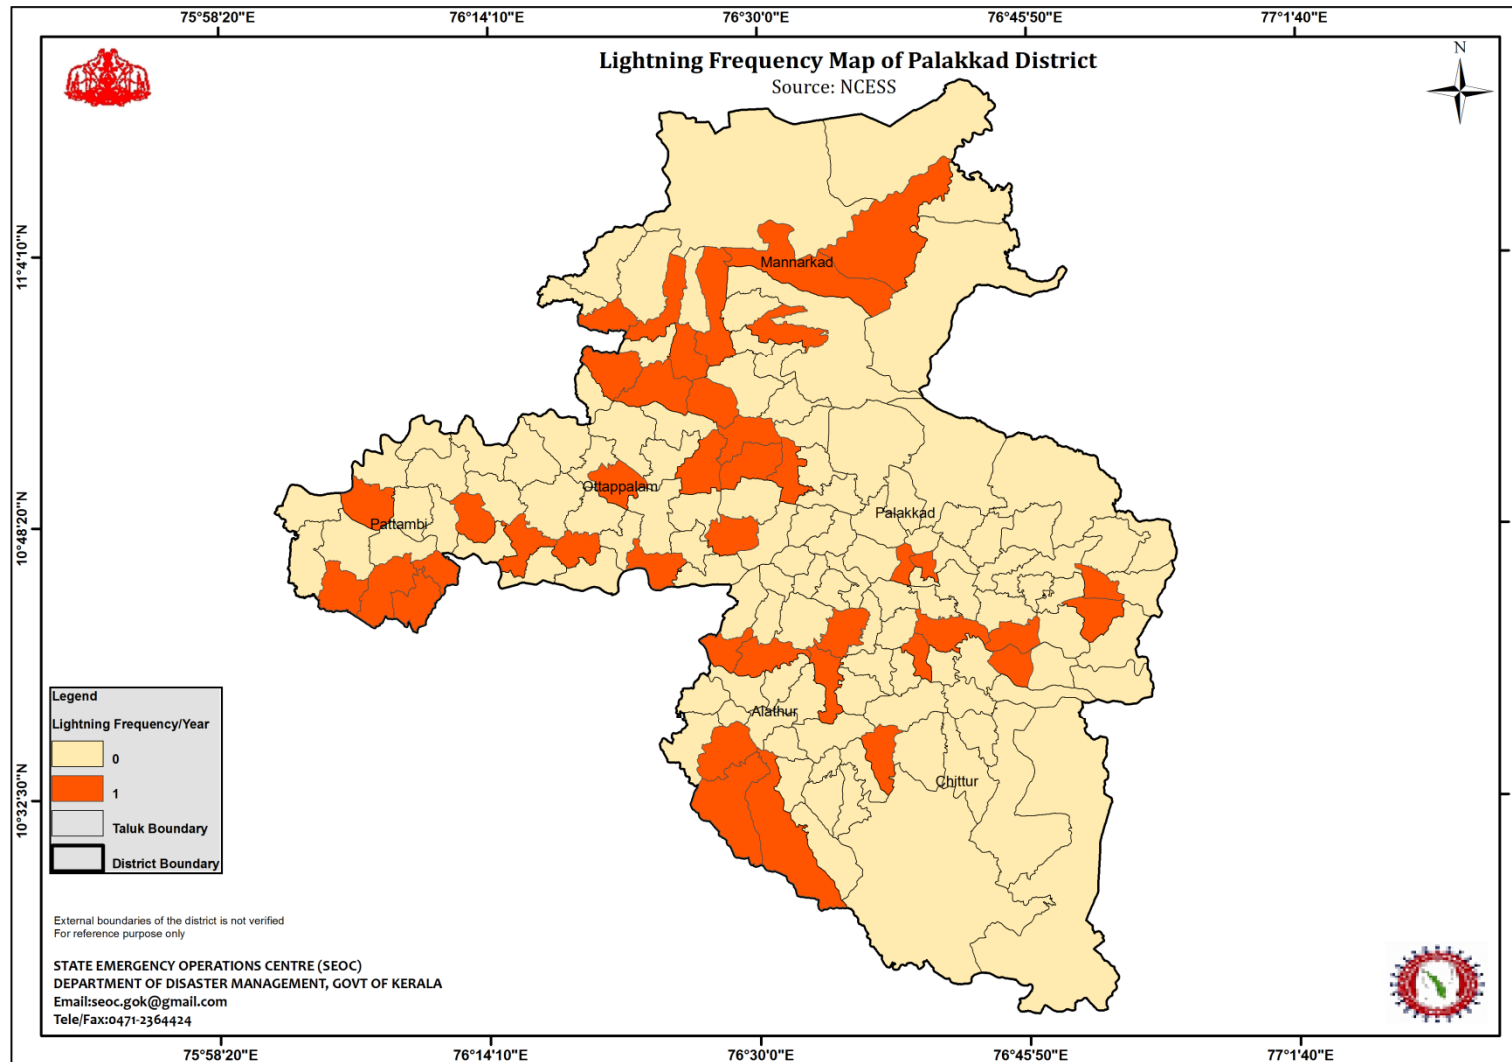 75°58'20"E
76°14'10"E
76°30'0"E
76°45'50"E
77°1'40"E
Lightning Frequency Map of Palakkad District
Source: NCESS
N
11°4'10"N
Mannarkad
Ottappalam
Pattambi
Palakkad
10°48'20"N
Alathur
Chittur
10°32'30"N
Legend
Lightning Frequency/Year
0
1
Taluk Boundary
District Boundary
External boundaries of the district is not verified
For reference purpose only
STATE EMERGENCY OPERATIONS CENTRE (SEOC)
DEPARTMENT OF DISASTER MANAGEMENT, GOVT OF KERALA
Email:seoc.gok@gmail.com
Tele/Fax:0471-2364424
75°58'20"E
76°14'10"E
76°30'0"E
76°45'50"E
77°1'40"E